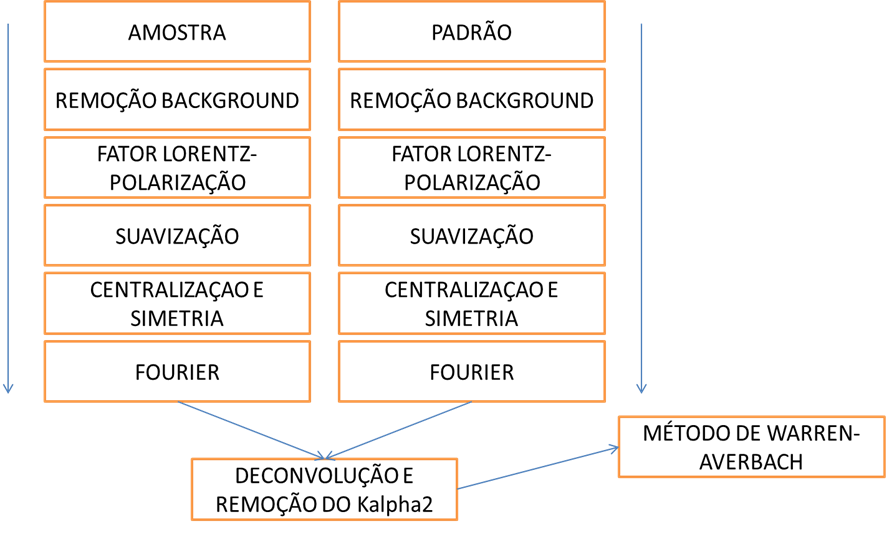 AMOSTRA
REMOÇÃO BACKGROUND
FATOR LORENTZ-
POLARIZAÇÃO
SUAVIZAÇÃO
CENTRALIZAÇAO E
SIMETRIA
FOURIER
PADRÃO
REMOÇÃO BACKGROUND
FATOR LORENTZ-
POLARIZAÇÃO
SUAVIZAÇÃO
CENTRALIZAÇAO E
SIMETRIA
FOURIER
DECONVOLUÇÃO E
REMOÇÃO DO Kalpha2
MÉTODO DE WARREN-
AVERBACH